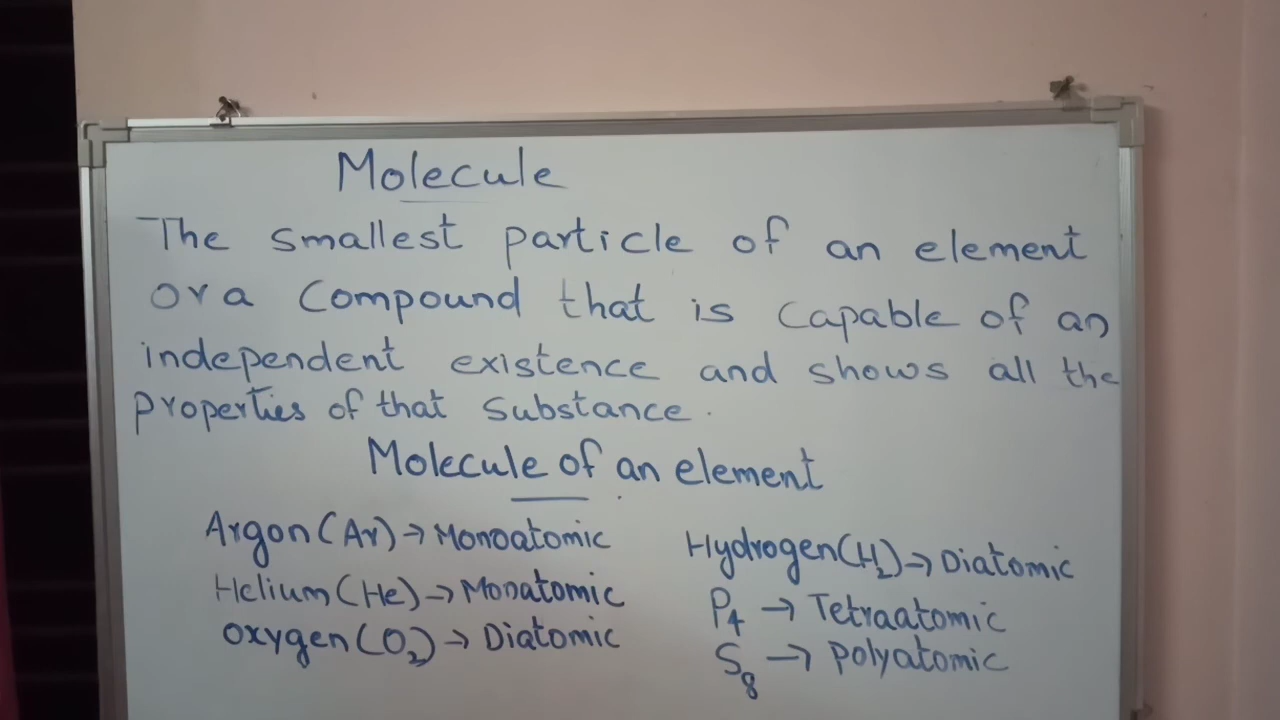 Molecule
The smallest particle of an element
or a compound that is capable of an
independent existence and shows all the
properties of that substance.
Molecule of an element
Argon (Ar) → Monoatomic
Helium (He) → Monatomic
Oxygen (O₂) → Diatomic
Hydrogen (H₂) → Diatomic
P₄ → Tetraatomic
S₈ → polyatomic